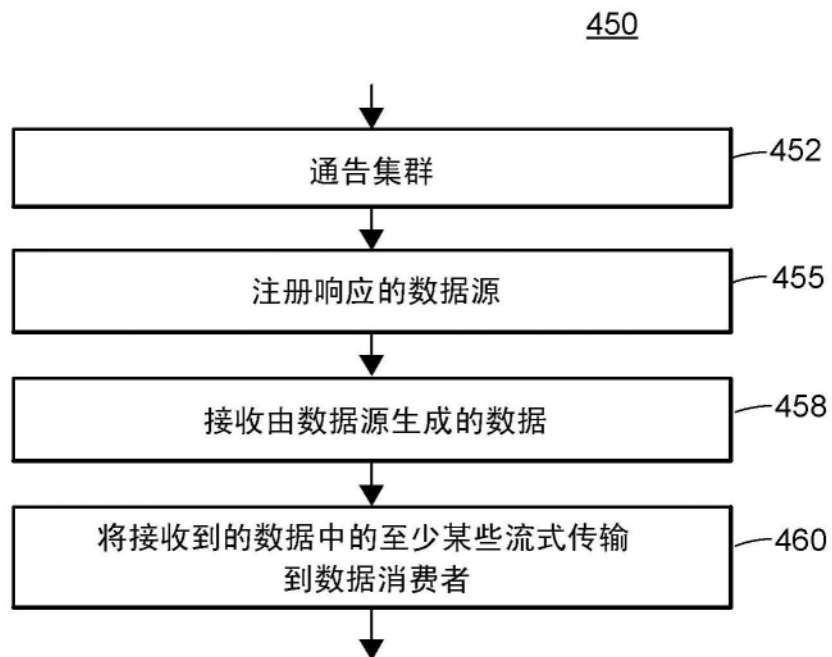 450
通告集群
452
注册响应的数据源
455
接收由数据源生成的数据
458
将接收到的数据中的至少某些流式传输
到数据消费者
460